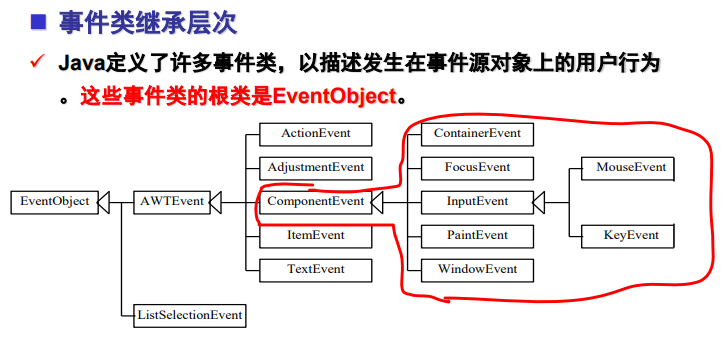 事件类继承层次
Java定义了许多事件类，以描述发生在事件源对象上的用户行为
。这些事件类的根类是EventObject。
ActionEvent
ContainerEvent
AdjustmentEvent
FocusEvent
MouseEvent
EventObject
AWTEvent
ComponentEvent
InputEvent
ItemEvent
PaintEvent
KeyEvent
TextEvent
WindowEvent
ListSelectionEvent